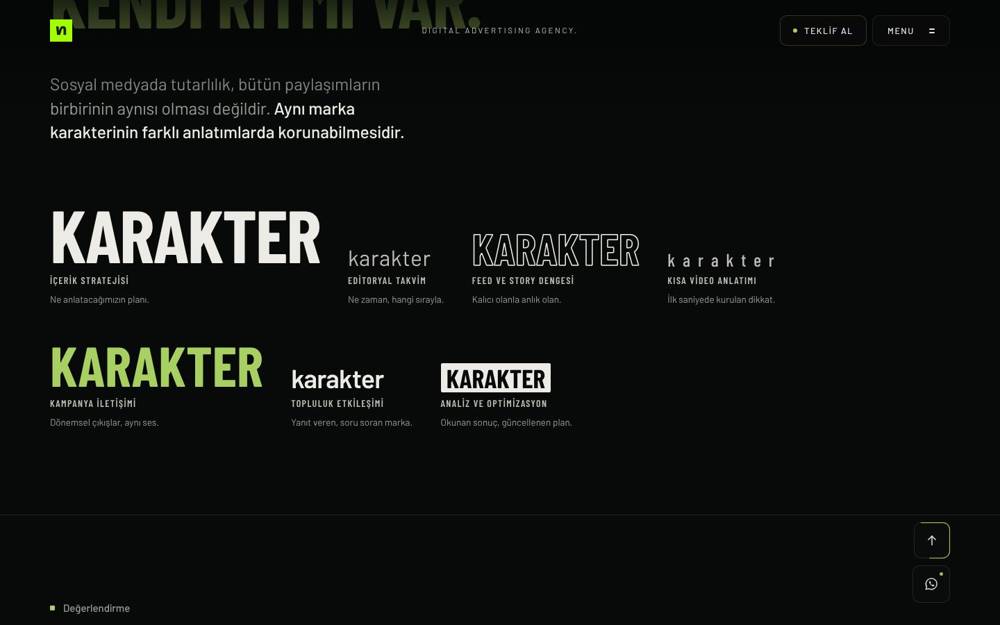 KENDİ RİTMİ VAR.
n
DIGITAL ADVERTISING AGENCY.
TEKLİF AL
MENU
Sosyal medyada tutarlılık, bütün paylaşımların
birbirinin aynısı olması değildir. Aynı marka
karakterinin farklı anlatımlarda korunabilmesidir.
KARAKTER
İÇERİK STRATEJİSİ
Ne anlatacağımızın planı.
karakter
EDİTORYAL TAKVİM
Ne zaman, hangi sırayla.
KARAKTER
FEED VE STORY DENGESİ
Kalıcı olanla anlık olan.
karakter
KISA VİDEO ANLATIMI
İlk saniyede kurulan dikkat.
KARAKTER
KAMPANYA İLETİŞİMİ
Dönemsel çıkışlar, aynı ses.
karakter
TOPLULUK ETKİLEŞİMİ
Yanıt veren, soru soran marka.
KARAKTER
ANALİZ VE OPTİMİZASYON
Okunan sonuç, güncellenen plan.
Değerlendirme